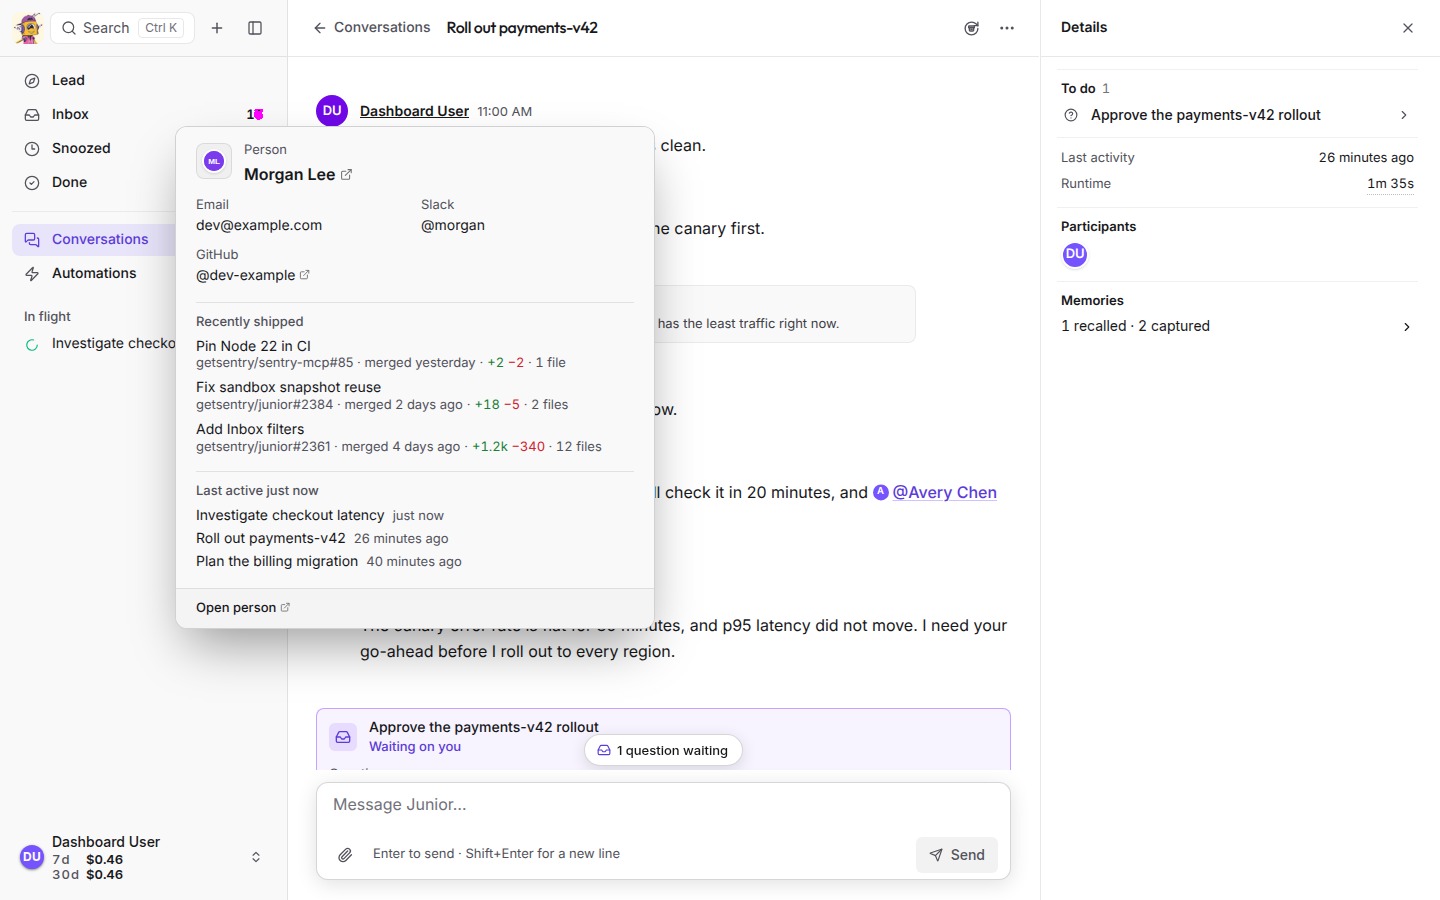 Search Ctrl K
Lead
Inbox
Snoozed
Done
Conversations
Automations
In flight
Investigate checko
Dashboard User
7d $0.46
30d $0.46
Conversations Roll out payments-v42
DU Dashboard User 11:00 AM
clean.
he canary first.
has the least traffic right now.
ow.
ll check it in 20 minutes, and A @Avery Chen
minutes, and p95 latency did not move. I need your
go-ahead before I roll out to every region.
Approve the payments-v42 rollout
Waiting on you
1 question waiting
Message Junior...
Enter to send · Shift+Enter for a new line
Send
Person
ML Morgan Lee
Email
dev@example.com
Slack
@morgan
GitHub
@dev-example
Recently shipped
Pin Node 22 in CI
getsentry/sentry-mcp#85 · merged yesterday · +2 −2 · 1 file
Fix sandbox snapshot reuse
getsentry/junior#2384 · merged 2 days ago · +18 −5 · 2 files
Add Inbox filters
getsentry/junior#2361 · merged 4 days ago · +1.2k −340 · 12 files
Last active just now
Investigate checkout latency just now
Roll out payments-v42 26 minutes ago
Plan the billing migration 40 minutes ago
Open person
Details
To do 1
Approve the payments-v42 rollout
Last activity 26 minutes ago
Runtime 1m 35s
Participants
DU
Memories
1 recalled · 2 captured
DU